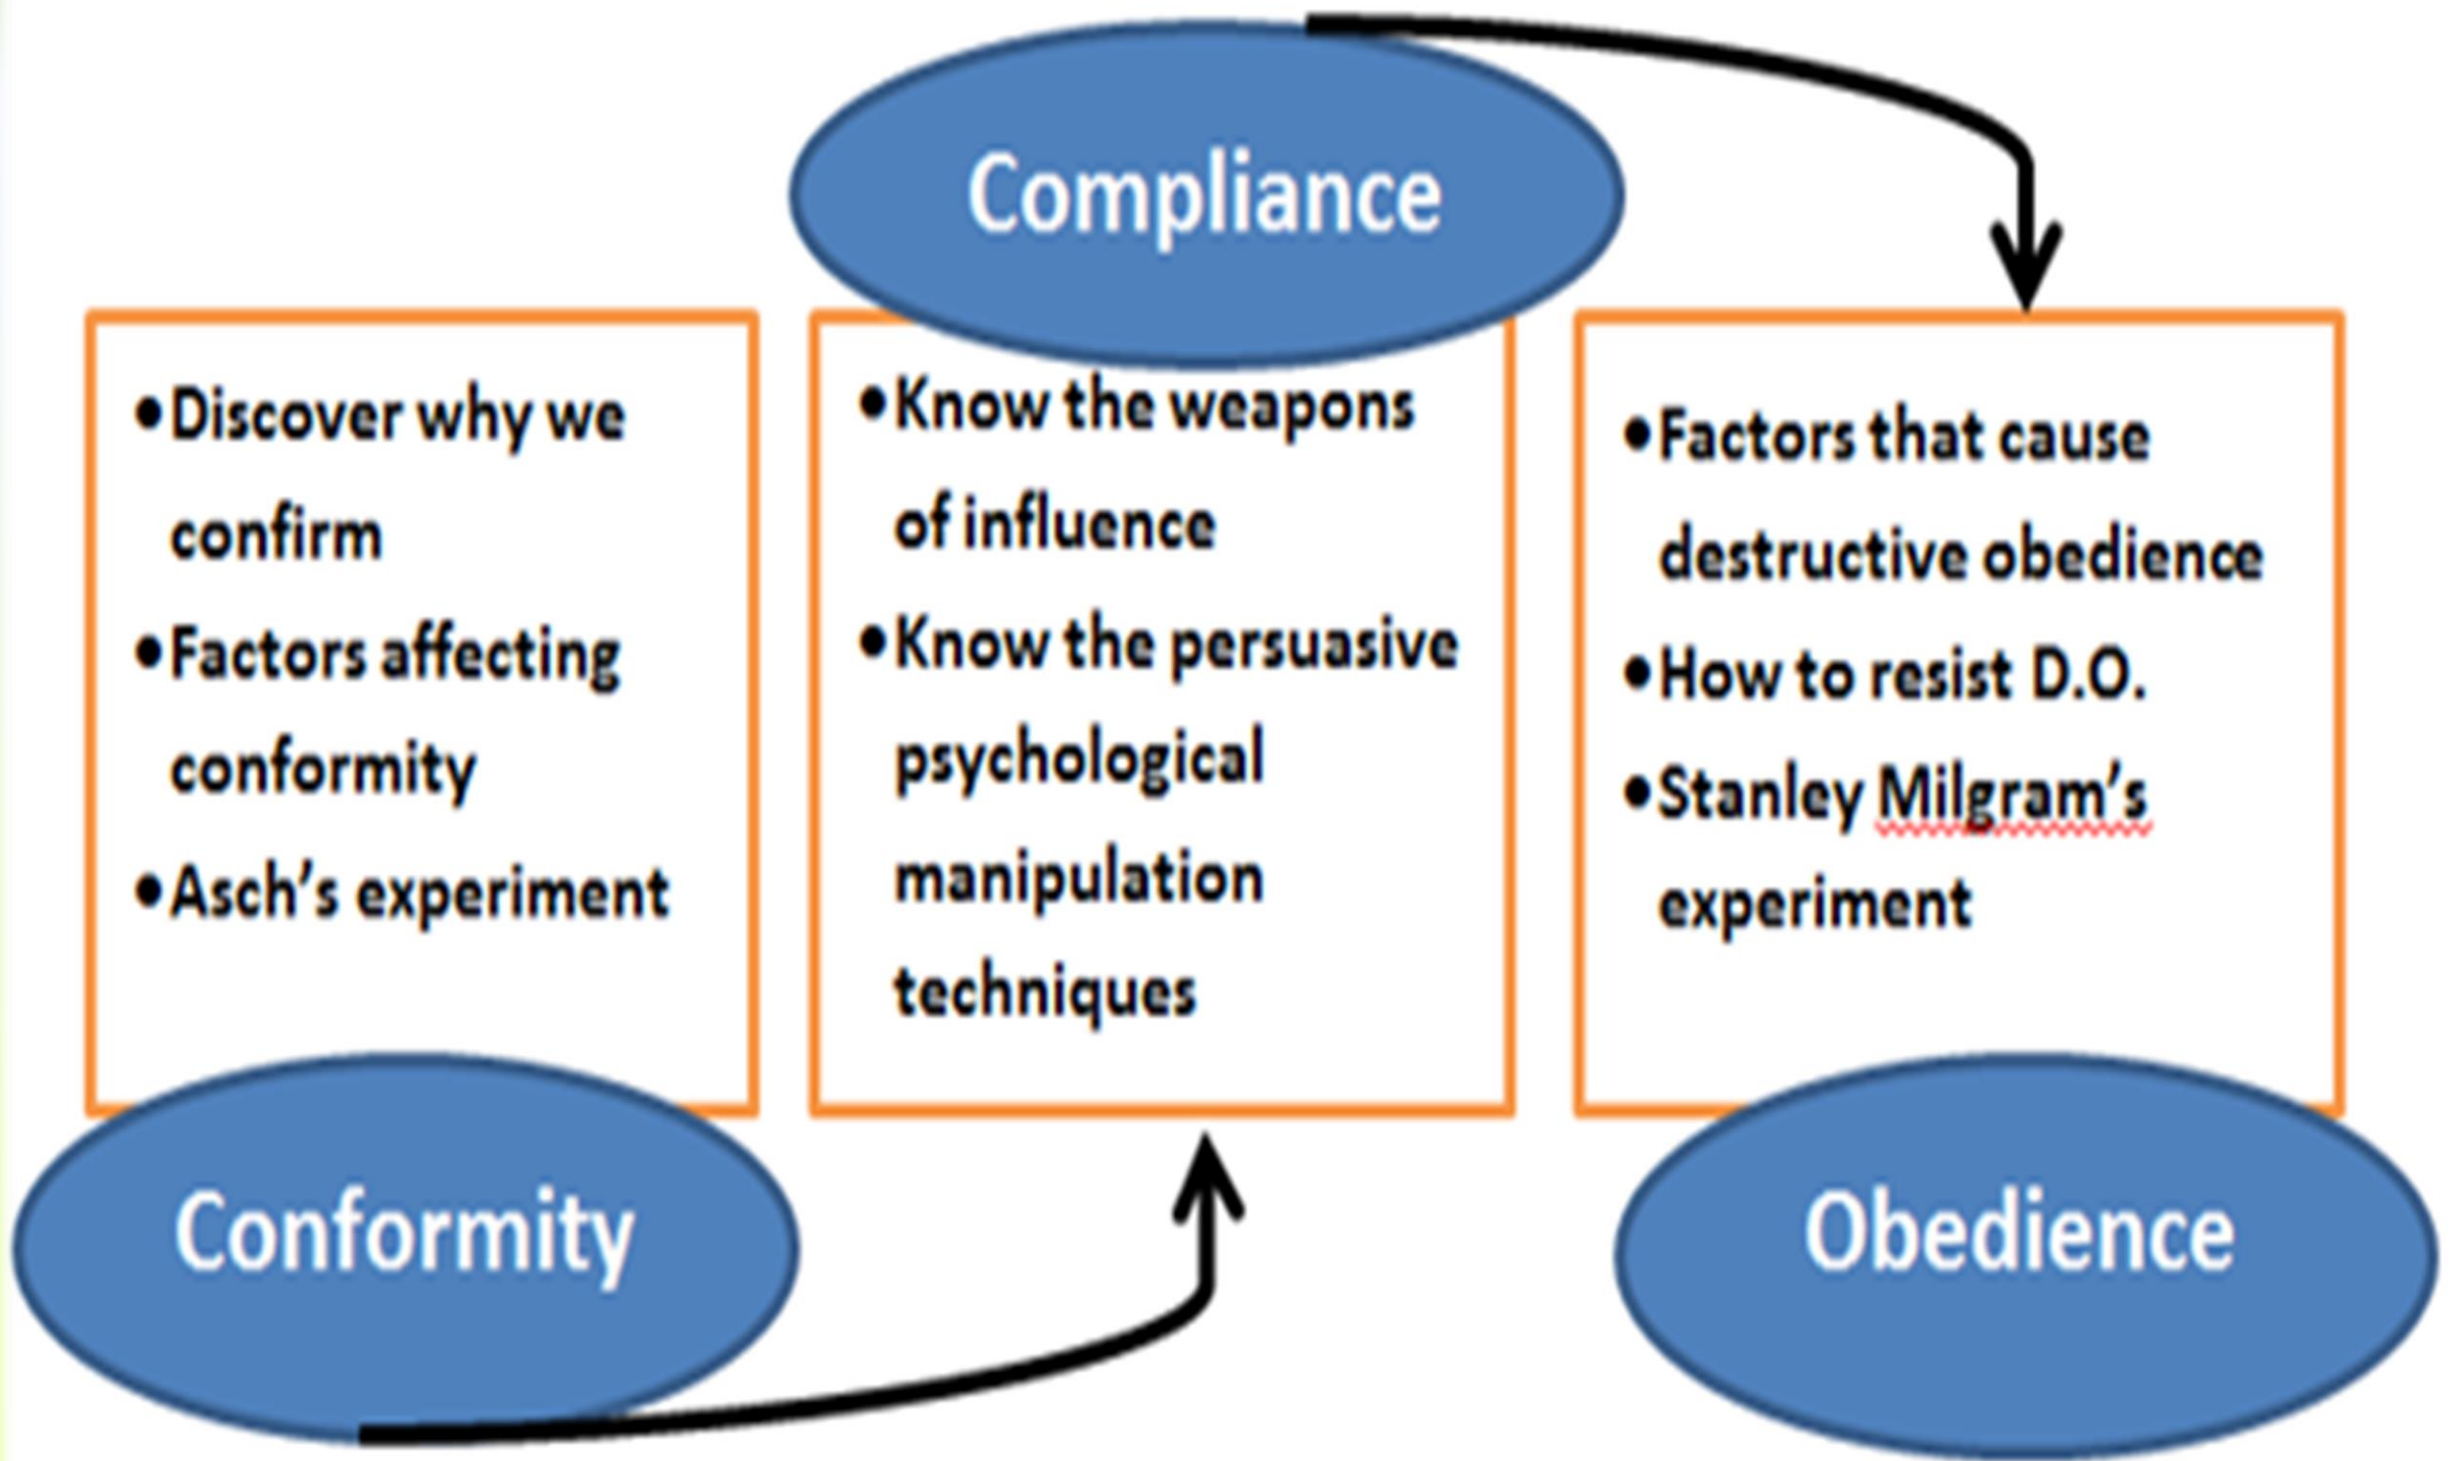 Compliance
•Discover why we
confirm
•Factors affecting
conformity
•Asch’s experiment
•Know the weapons
of influence
•Know the persuasive
psychological
manipulation
techniques
•Factors that cause
destructive obedience
•How to resist D.O.
•Stanley Milgram’s
experiment
Conformity
Obedience